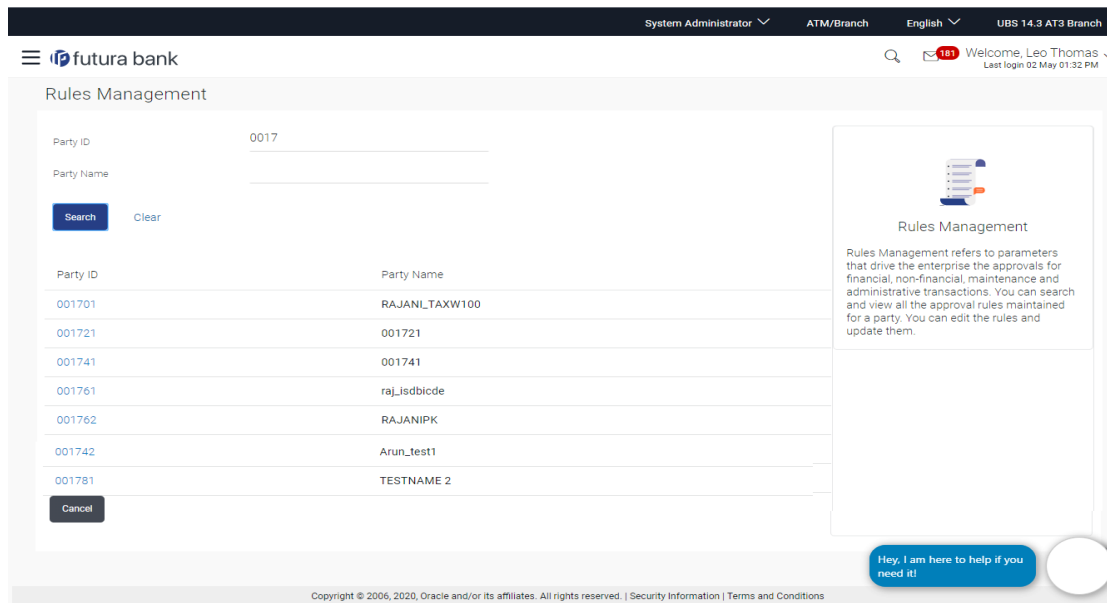 System Administrator ATM/Branch English UBS 14.3 AT3 Branch
futura bank
181 Welcome, Leo Thomas
Last login 02 May 01:32 PM
Rules Management
Party ID 0017
Party Name
Search Clear
Party ID Party Name
001701 RAJANI_TAXW100
001721 001721
001741 001741
001761 raj_isdbicde
001762 RAJANIPK
001742 Arun_test1
001781 TESTNAME 2
Cancel
Rules Management
Rules Management refers to parameters
that drive the enterprise the approvals for
financial, non-financial, maintenance and
administrative transactions. You can search
and view all the approval rules maintained
for a party. You can edit the rules and
update them.
Hey, I am here to help if you
need it!
Copyright © 2006, 2020, Oracle and/or its affiliates. All rights reserved. | Security Information | Terms and Conditions